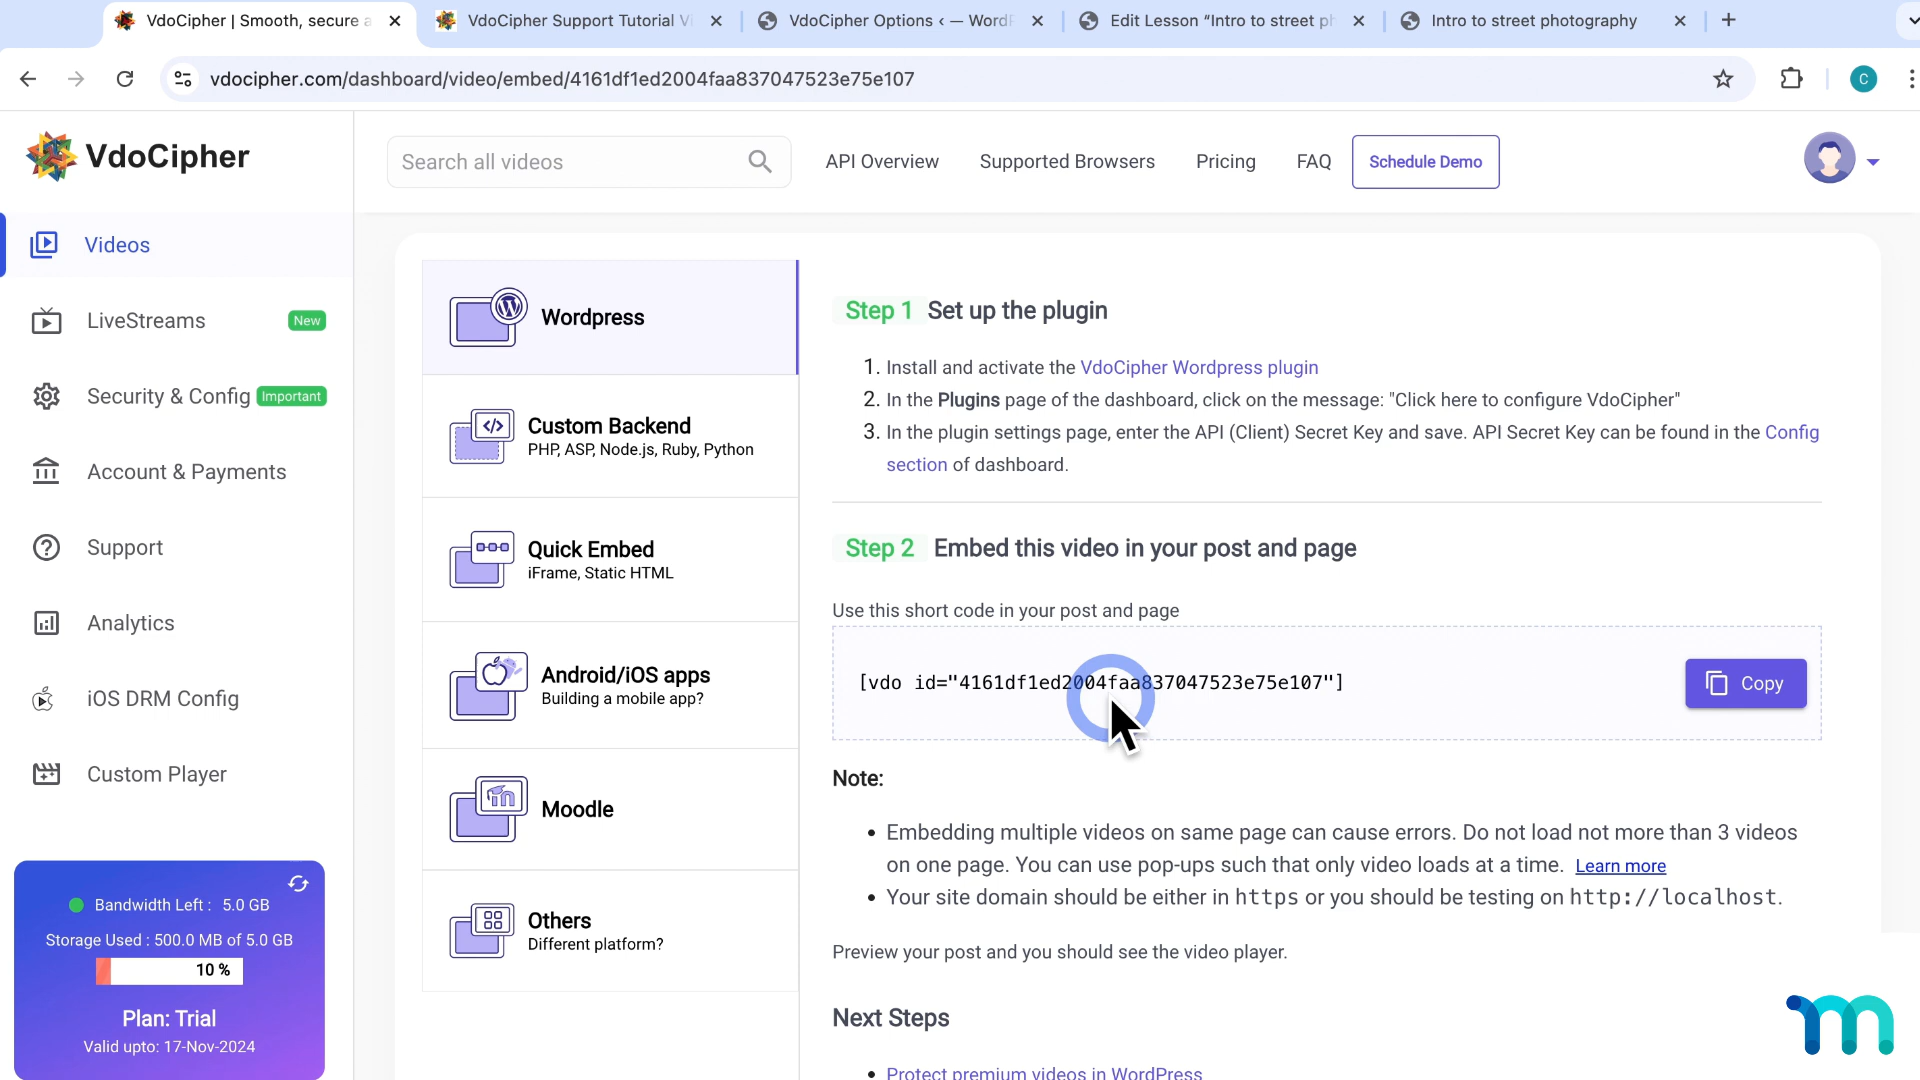 VdoCipher | Smooth, secure a
VdoCipher Support Tutorial Vi
VdoCipher Options ‹ — WordP
Edit Lesson “Intro to street ph
Intro to street photography
vdocipher.com/dashboard/video/embed/4161df1ed2004faa837047523e75e107
C
VdoCipher
Search all videos
API Overview
Supported Browsers
Pricing
FAQ
Schedule Demo
Videos
LiveStreams
New
Security & Config
Important
Account & Payments
Support
Analytics
iOS DRM Config
Custom Player
Bandwidth Left : 5.0 GB
Storage Used : 500.0 MB of 5.0 GB
10 %
Plan: Trial
Valid upto: 17-Nov-2024
Wordpress
Custom Backend
PHP, ASP, Node.js, Ruby, Python
Quick Embed
iFrame, Static HTML
Android/iOS apps
Building a mobile app?
Moodle
Others
Different platform?
Step 1 Set up the plugin
1. Install and activate the VdoCipher Wordpress plugin
2. In the Plugins page of the dashboard, click on the message: "Click here to configure VdoCipher"
3. In the plugin settings page, enter the API (Client) Secret Key and save. API Secret Key can be found in the Config
section of dashboard.
Step 2 Embed this video in your post and page
Use this short code in your post and page
[vdo id="4161df1ed2004faa837047523e75e107"]
Copy
Note:
• Embedding multiple videos on same page can cause errors. Do not load not more than 3 videos
on one page. You can use pop-ups such that only video loads at a time. Learn more
• Your site domain should be either in https or you should be testing on http://localhost.
Preview your post and you should see the video player.
Next Steps
• Protect premium videos in WordPress